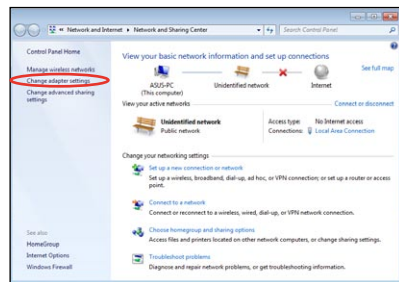 Network and Internet ▸ Network and Sharing Center
Search Control Panel
Control Panel Home
Manage wireless networks
Change adapter settings
Change advanced sharing
settings
See also
HomeGroup
Internet Options
Windows Firewall
View your basic network information and set up connections
See full map
ASUS-PC
(This computer)
Unidentified network
Internet
View your active networks
Connect or disconnect
Unidentified network
Public network
Access type: No Internet access
Connections: Local Area Connection
Change your networking settings
Set up a new connection or network
Set up a wireless, broadband, dial-up, ad hoc, or VPN connection; or set up a router or access
point.
Connect to a network
Connect or reconnect to a wireless, wired, dial-up, or VPN network connection.
Choose homegroup and sharing options
Access files and printers located on other network computers, or change sharing settings.
Troubleshoot problems
Diagnose and repair network problems, or get troubleshooting information.